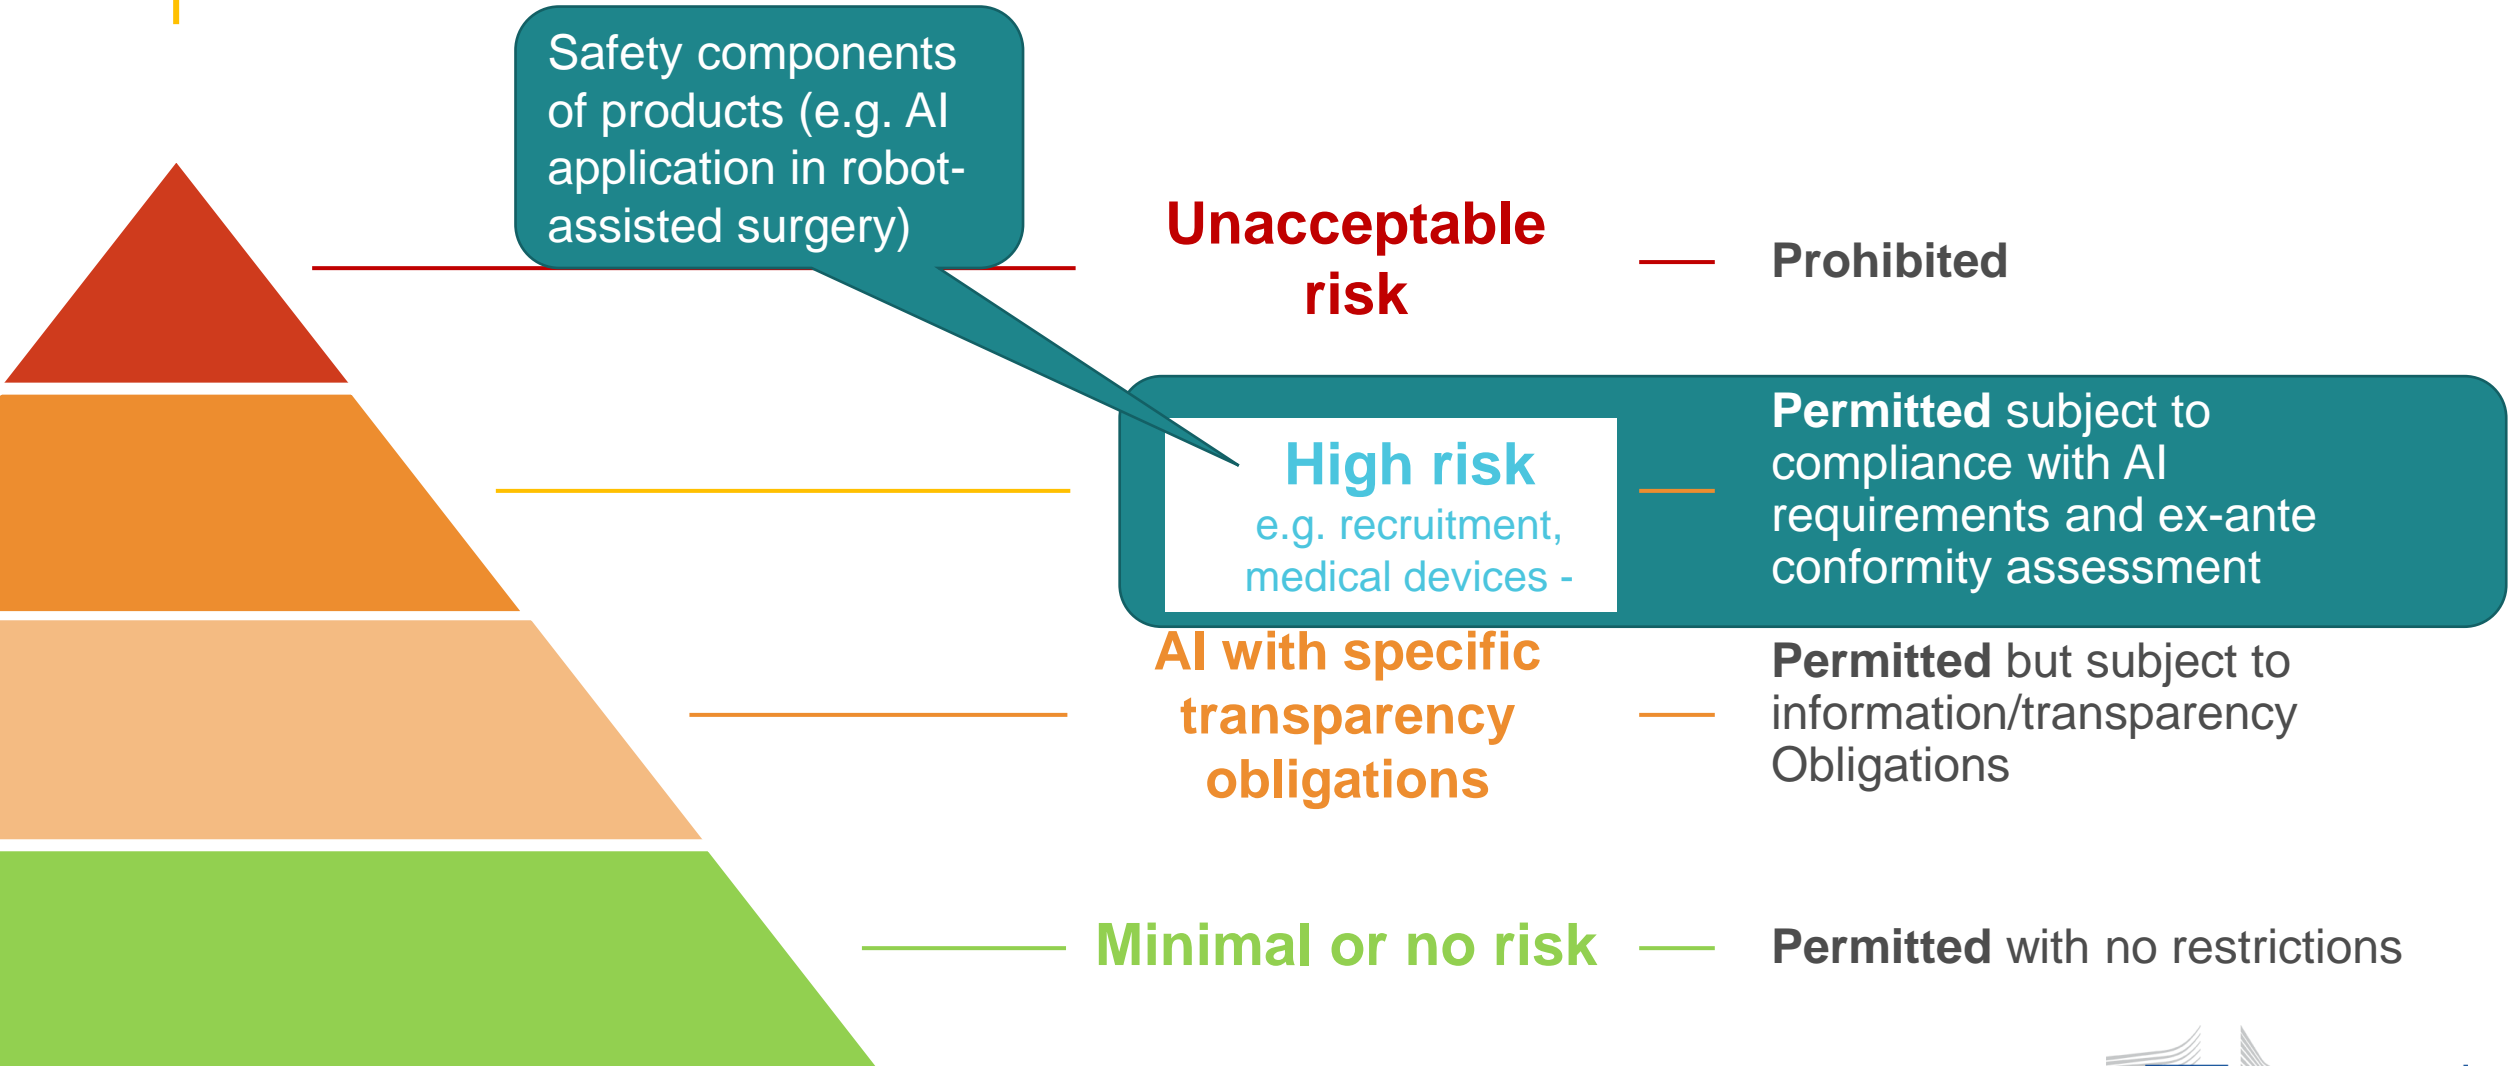 Safety components
of products (e.g. AI
application in robot-
assisted surgery)
Unacceptable
risk
Prohibited
High risk
e.g. recruitment,
medical devices -
Permitted subject to
compliance with AI
requirements and ex-ante
conformity assessment
AI with specific
transparency
obligations
Permitted but subject to
information/transparency
Obligations
Minimal or no risk
Permitted with no restrictions